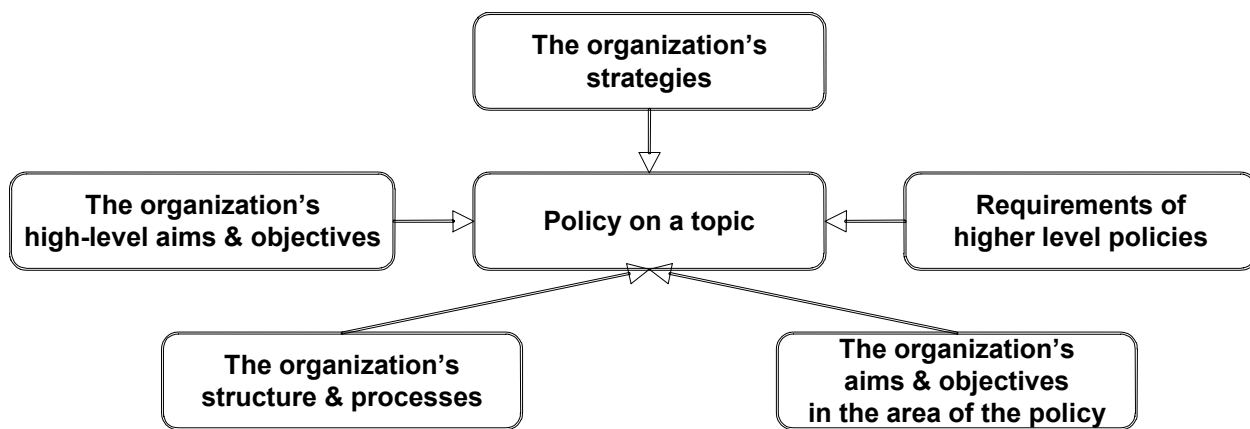 The organization’s
strategies
The organization’s
high-level aims & objectives
Policy on a topic
Requirements of
higher level policies
The organization’s
structure & processes
The organization’s
aims & objectives
in the area of the policy